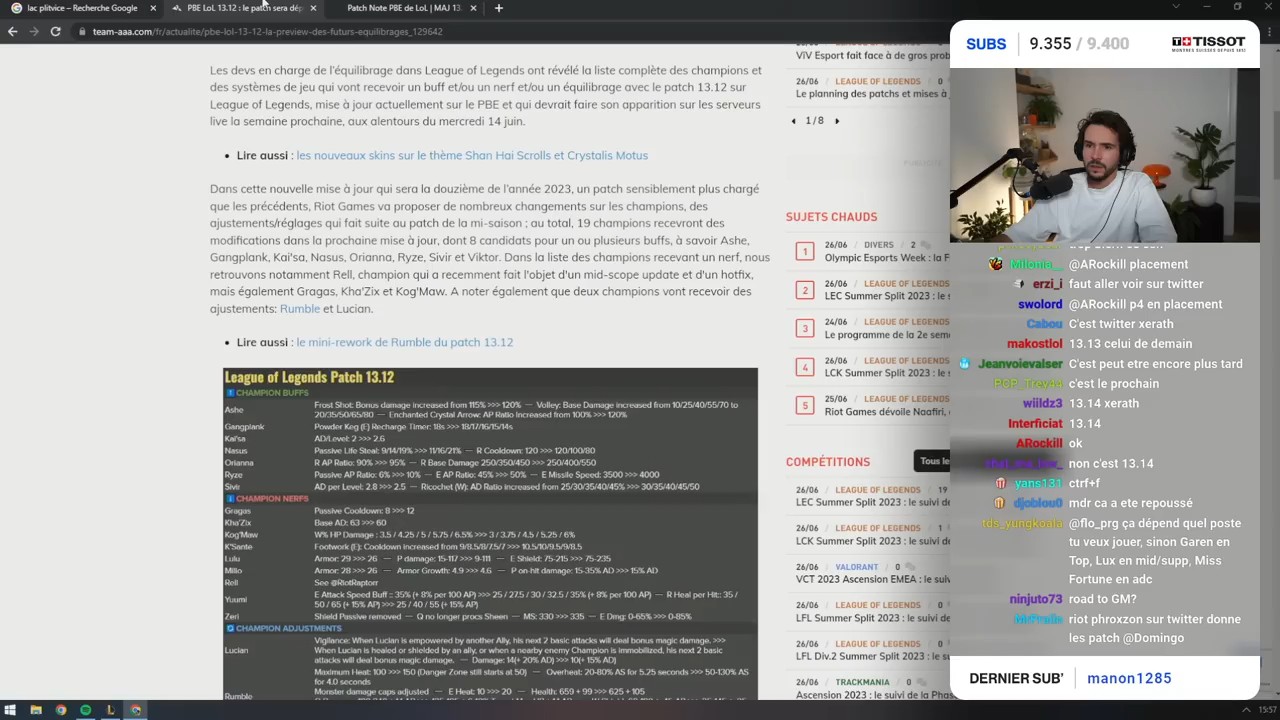 lac plitvice – Recherche Google
PBE LoL 13.12 : le patch sera dép
Patch Note PBE de LoL | MAJ 13.
team-aaa.com/fr/actualite/pbe-lol-13-12-la-preview-des-futurs-equilibrages_129642
Les devs en charge de l'équilibrage dans League of Legends ont révélé la liste complète des champions et
des systèmes de jeu qui vont recevoir un buff et/ou un nerf et/ou un équilibrage avec le patch 13.12 sur
League of Legends, mise à jour actuellement sur le PBE et qui devrait faire son apparition sur les serveurs
live la semaine prochaine, aux alentours du mercredi 14 juin.
• Lire aussi : les nouveaux skins sur le thème Shan Hai Scrolls et Crystalis Motus
Dans cette nouvelle mise à jour qui sera la douzième de l'année 2023, un patch sensiblement plus chargé
que les précédents, Riot Games va proposer de nombreux changements sur les champions, des
ajustements/réglages qui fait suite au patch de la mi-saison ; au total, 19 champions recevront des
modifications dans la prochaine mise à jour, dont 8 candidats pour un ou plusieurs buffs, à savoir Ashe,
Gangplank, Kai'sa, Nasus, Orianna, Ryze, Sivir et Viktor. Dans la liste des champions recevant un nerf, nous
retrouvons notamment Rell, champion qui a recemment fait l'objet d'un mid-scope update et d'un hotfix,
mais également Gragas, Kha'Zix et Kog'Maw. A noter également que deux champions vont recevoir des
ajustements: Rumble et Lucian.
• Lire aussi : le mini-rework de Rumble du patch 13.12
League of Legends Patch 13.12
CHAMPION BUFFS
Ashe Frost Shot: Bonus damage increased from 115% >>> 120% — Volley: Base Damage increased from 10/25/40/55/70 to
20/35/50/65/80 — Enchanted Crystal Arrow: AP Ratio Increased from 100% >>> 120%
Gangplank Powder Keg (E) Recharge Timer: 18s >>> 18/17/16/15/14s
Kai'sa AD/Level: 2 >>> 2.6
Nasus Passive Life Steal: 9/14/19% >>> 11/16/21% — R Cooldown: 120 >>> 120/100/80
Orianna R AP Ratio: 90% >>> 95% — R Base Damage 250/350/450 >>> 250/400/550
Ryze Passive AP Ratio: 6% >>> 10% — E AP Ratio: 45% >>> 50% — E Missile Speed: 3500 >>> 4000
Sivir AD per Level: 2.8 >>> 2.5 — Ricochet (W): AD Ratio increased from 25/30/35/40/45% >>> 30/35/40/45/50
CHAMPION NERFS
Gragas Passive Cooldown: 8 >>> 12
Kha'Zix Base AD: 63 >>> 60
Kog'Maw W% HP Damage : 3.5 / 4.25 / 5 / 5.75 / 6.5% >>> 3 / 3.75 / 4.5 / 5.25 / 6%
K'Sante Footwork (E): Cooldown increased from 9/8.5/8/7.5/7 >>> 10.5/10/9.5/9/8.5
Lulu Armor: 29 >>> 26 — P damage: 15-117 >>> 9-111 — E Shield: 75-215 >>> 75-235
Milio Armor: 28 >>> 26 — Armor Growth: 4.9 >>> 4.6 — P on-hit damage: 15-35% AD >>> 15% AD
Rell See @RiotRaptorr
Yuumi E Attack Speed Buff :: 35% (+ 8% per 100 AP) >>> 25 / 27.5 / 30 / 32.5 / 35% (+ 8% per 100 AP) — R Heal per Hit:: 35 /
50 / 65 (+ 15% AP) >>> 25 / 40 / 55 (+ 15% AP)
Zeri Shield Passive Removed — Q no longer procs Sheen — MS: 330 >>> 335 — E Dmg: 0-65% >>> 0-85%
CHAMPION ADJUSTMENTS
Lucian Vigilance: When Lucian is empowered by another Ally, his next 2 basic attacks will deal bonus magic damage. >>>
When Lucian is healed or shielded by an ally, or when a nearby enemy Champion is immobilized, his next 2 basic
attacks will deal bonus magic damage. — Damage: 14(+ 20% AD) >>> 10(+ 15% AD)
Maximum Heat: 100 >>> 150 (Danger Zone still starts at 50) — Overheat: 20-80% AS for 5.25 seconds >>> 50-130% AS
for 4.0 seconds
Rumble Monster damage caps adjusted — E Heat: 10 >>> 20 — Health: 659 + 99 >>> 625 + 105
ViV Esport fait face à de gros prob
26/06 / LEAGUE OF LEGENDS / 0
Le planning des patchs et mises à
1 / 8
PUBLICITÉ
SUJETS CHAUDS
1 26/06 / DIVERS / 2
Olympic Esports Week : la F
2 26/06 / LEAGUE OF LEGENDS
LEC Summer Split 2023 : le s
3 24/06 / LEAGUE OF LEGENDS
Le programme de la 2e sem
4 26/06 / LEAGUE OF LEGENDS
LCK Summer Split 2023 : le
5 25/06 / LEAGUE OF LEGENDS
Riot Games dévoile Naafiri,
COMPÉTITIONS
Tous le
26/06 / LEAGUE OF LEGENDS / 19
LEC Summer Split 2023 : le suivi d
26/06 / LEAGUE OF LEGENDS / 1
LCK Summer Split 2023 : le suivi d
26/06 / VALORANT / 0
VCT 2023 Ascension EMEA : le suiv
26/06 / LEAGUE OF LEGENDS / 0
LFL Summer Split 2023 : le suivi de
26/06 / LEAGUE OF LEGENDS / 0
LFL Div.2 Summer Split 2023 : le s
26/06 / TRACKMANIA / 0
Ascension 2023 : le suivi de la Phas
SUBS 9.355 / 9.400 TISSOT
MONTRES SUISSES DEPUIS 1853
Milonia__ @ARockill placement
erzi_i faut aller voir sur twitter
swolord @ARockill p4 en placement
Cabou C'est twitter xerath
makostlol 13.13 celui de demain
Jeanvoievalser C'est peut etre encore plus tard
PCP_Trey44 c'est le prochain
wiildz3 13.14 xerath
Interficiat 13.14
ARockill ok
non c'est 13.14
yans131 ctrf+f
djoblou0 mdr ca a ete repoussé
tds_yungkoala @flo_prg ça dépend quel poste
tu veux jouer, sinon Garen en
Top, Lux en mid/supp, Miss
Fortune en adc
ninjuto73 road to GM?
MrPralin riot phroxzon sur twitter donne
les patch @Domingo
DERNIER SUB' manon1285
15:57